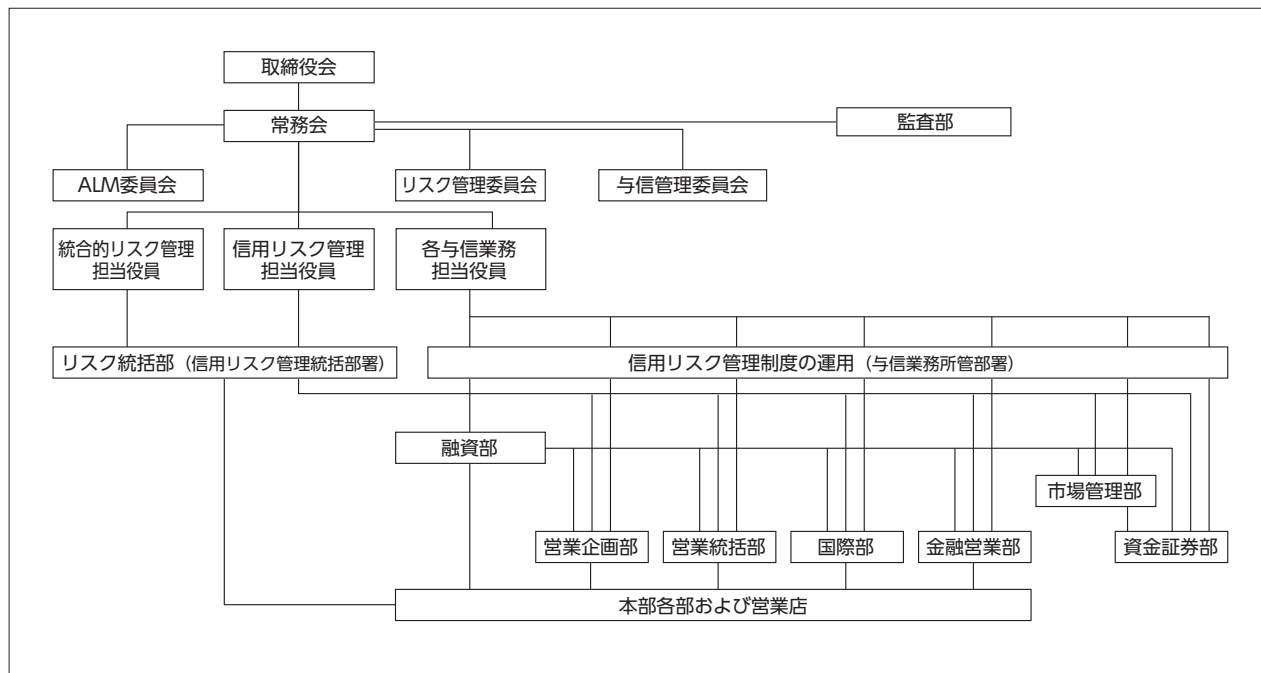 取締役会
常務会
監査部
ALM委員会
リスク管理委員会
与信管理委員会
統合的リスク管理
担当役員
信用リスク管理
担当役員
各与信業務
担当役員
リスク統括部（信用リスク管理統括部署）
信用リスク管理制度の運用（与信業務所管部署）
融資部
市場管理部
営業企画部
営業統括部
国際部
金融営業部
資金証券部
本部各部および営業店